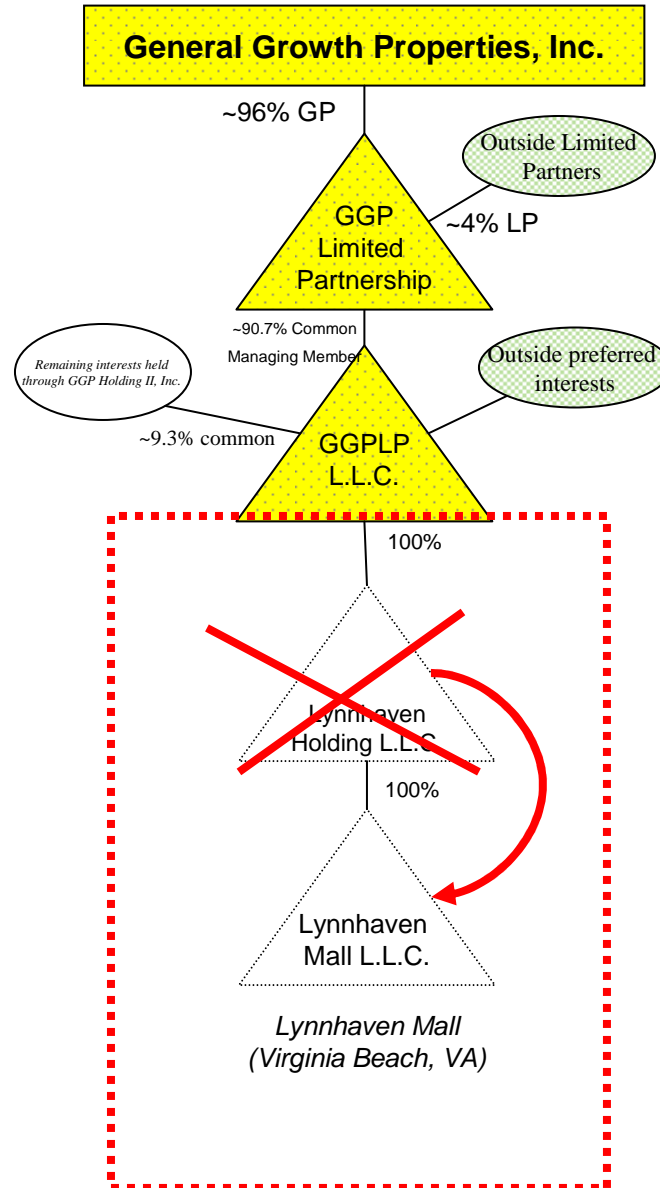 General Growth Properties, Inc.
~96% GP
Outside Limited
Partners
GGP
Limited
Partnership
~4% LP
~90.7% Common
Managing Member
Remaining interests held
through GGP Holding II, Inc.
Outside preferred
interests
~9.3% common
GGPLP
L.L.C.
100%
Lynnhaven
Holding L.L.C.
100%
Lynnhaven
Mall L.L.C.
Lynnhaven Mall
(Virginia Beach, VA)